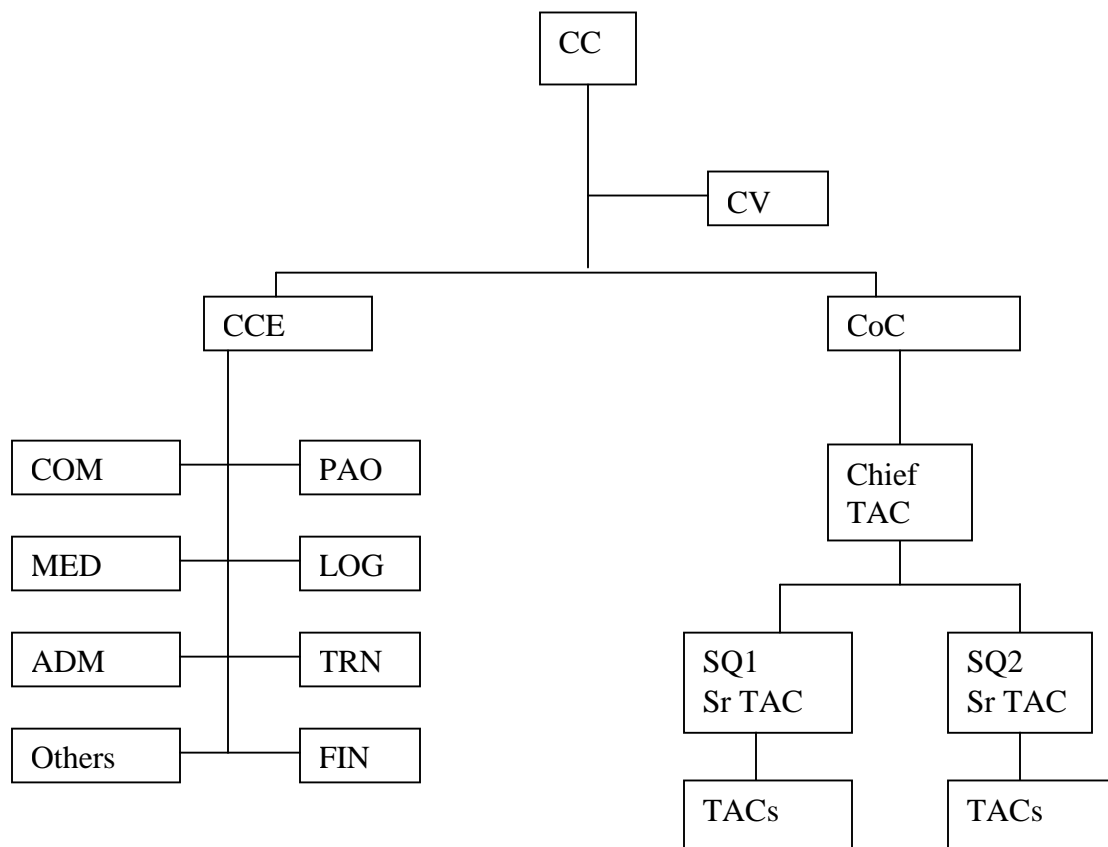 CC
CV
CCE
CoC
COM
PAO
Chief
TAC
MED
LOG
ADM
TRN
SQ1
Sr TAC
SQ2
Sr TAC
Others
FIN
TACs
TACs